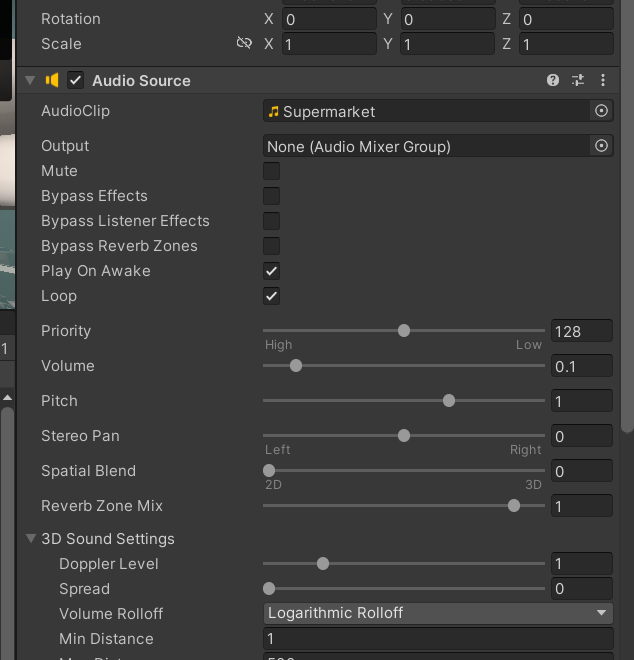 Rotation X 0 Y 0 Z 0
Scale X 1 Y 1 Z 1
Audio Source
AudioClip Supermarket
Output None (Audio Mixer Group)
Mute
Bypass Effects
Bypass Listener Effects
Bypass Reverb Zones
Play On Awake
Loop
Priority 128
High Low
Volume 0.1
Pitch 1
Stereo Pan 0
Left Right
Spatial Blend 0
2D 3D
Reverb Zone Mix 1
3D Sound Settings
Doppler Level 1
Spread 0
Volume Rolloff Logarithmic Rolloff
Min Distance 1
1